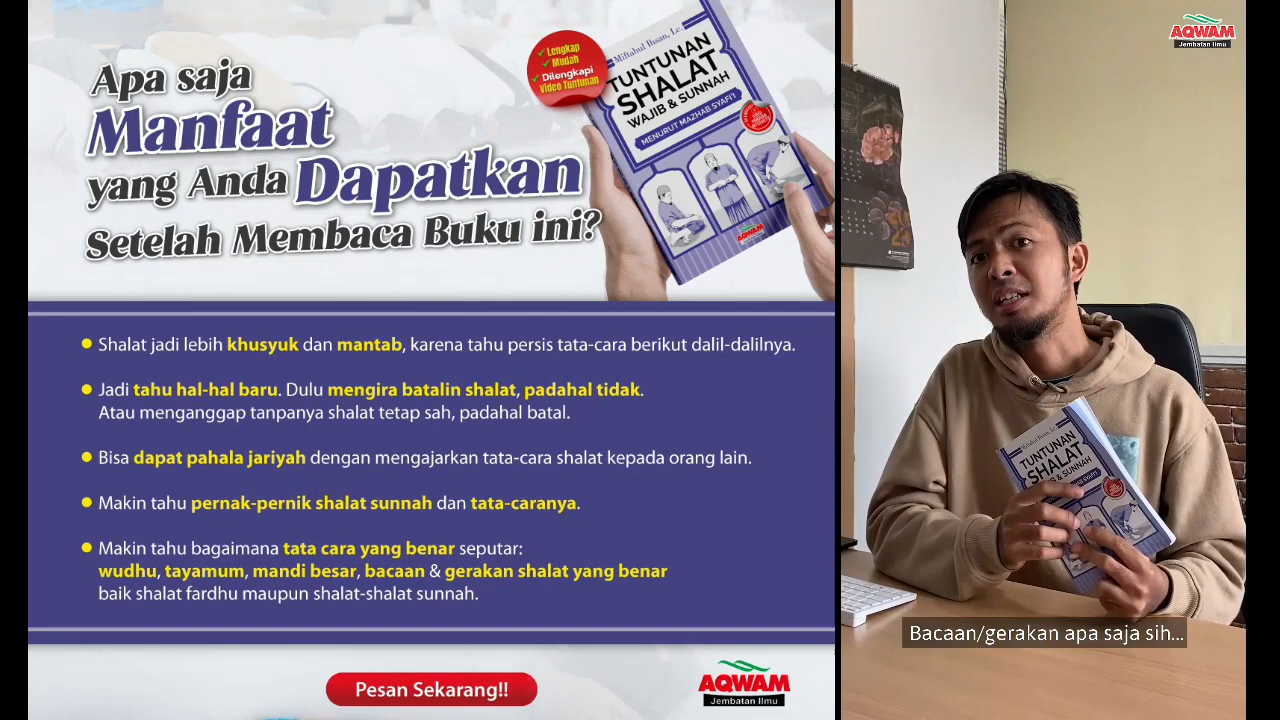 Apa saja
Manfaat
yang Anda Dapatkan
Setelah Membaca Buku ini?
✓ Lengkap
✓ Mudah
✓ Dilengkapi
Video Tuntunan
Miftahul Ihsan, Lc.
TUNTUNAN
SHALAT
WAJIB & SUNNAH
MENURUT MAZHAB SYAFI'I
AQWAM
• Shalat jadi lebih khusyuk dan mantab, karena tahu persis tata-cara berikut dalil-dalilnya.
• Jadi tahu hal-hal baru. Dulu mengira batalin shalat, padahal tidak.
Atau menganggap tanpanya shalat tetap sah, padahal batal.
• Bisa dapat pahala jariyah dengan mengajarkan tata-cara shalat kepada orang lain.
• Makin tahu pernak-pernik shalat sunnah dan tata-caranya.
• Makin tahu bagaimana tata cara yang benar seputar:
wudhu, tayamum, mandi besar, bacaan & gerakan shalat yang benar
baik shalat fardhu maupun shalat-shalat sunnah.
Pesan Sekarang!!
AQWAM
Jembatan Ilmu
AQWAM
Jembatan Ilmu
Miftahul Ihsan, Lc.
TUNTUNAN
SHALAT
& SUNNAH
Bacaan/gerakan apa saja sih...